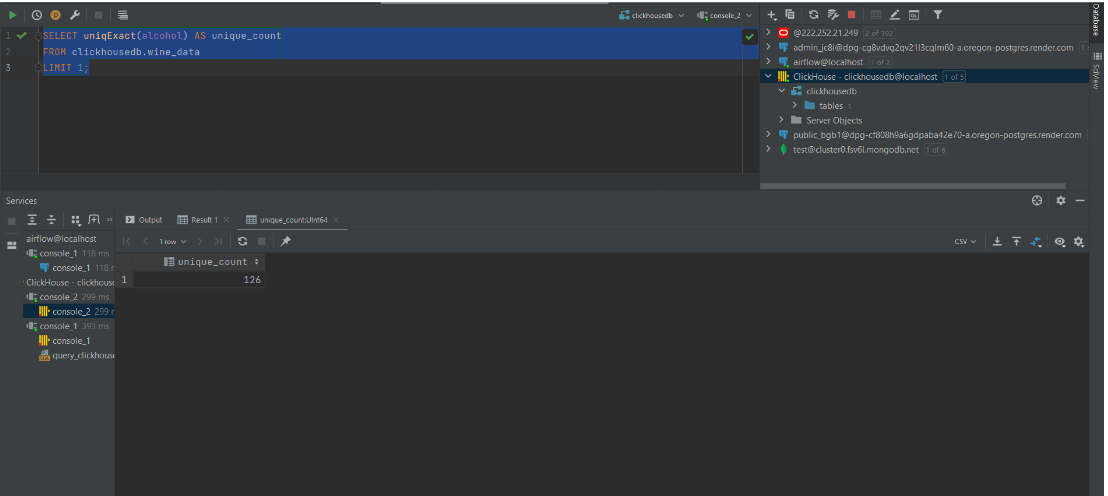 clickhousedb
console_2
1
SELECT uniqExact(alcohol) AS unique_count
2
FROM clickhousedb.wine_data
3
LIMIT 1;
@222.252.21.249 2 of 192
admin_jc8i@dpg-cg8vdvg2qv21l3cqlm60-a.oregon-postgres.render.com 1
airflow@localhost 1 of 2
ClickHouse - clickhousedb@localhost 1 of 5
clickhousedb
tables 1
Server Objects
public_bgb1@dpg-cf808h9a6gdpaba42e70-a.oregon-postgres.render.com
test@cluster0.fsv6l.mongodb.net 1 of 6
Database
SciView
Services
Output
Result 1
unique_count:UInt64
1 row
CSV
airflow@localhost
console_1 118 ms
console_1 118 m
ClickHouse - clickhouse
console_2 299 ms
console_2 299 m
console_1 393 ms
console_1
query_clickhouse
unique_count
1 126